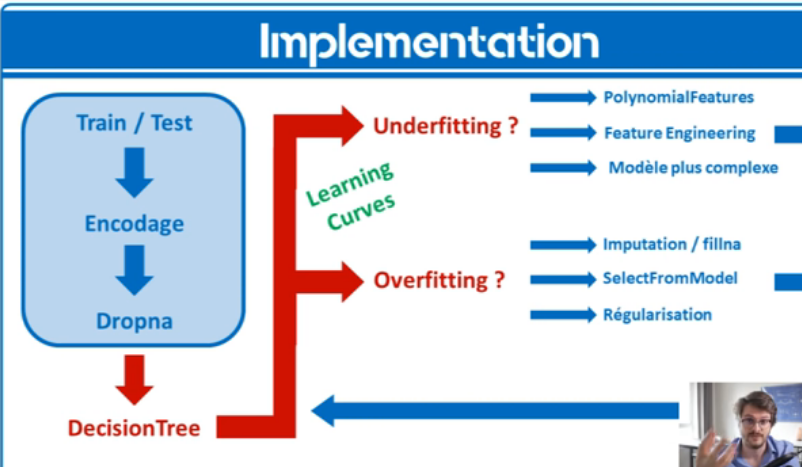 Implementation
Train / Test
Encodage
Dropna
DecisionTree
Learning
Curves
Underfitting ?
PolynomialFeatures
Feature Engineering
Modèle plus complexe
Overfitting ?
Imputation / fillna
SelectFromModel
Régularisation